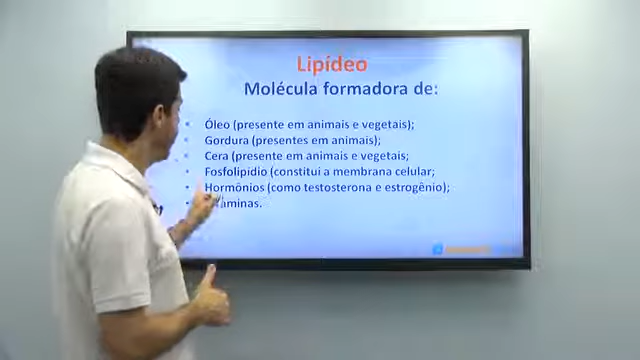 Lipídeo
Molécula formadora de:
• Óleo (presente em animais e vegetais);
• Gordura (presentes em animais);
• Cera (presente em animais e vegetais;
• Fosfolipídio (constitui a membrana celular;
• Hormônios (como testosterona e estrogênio);